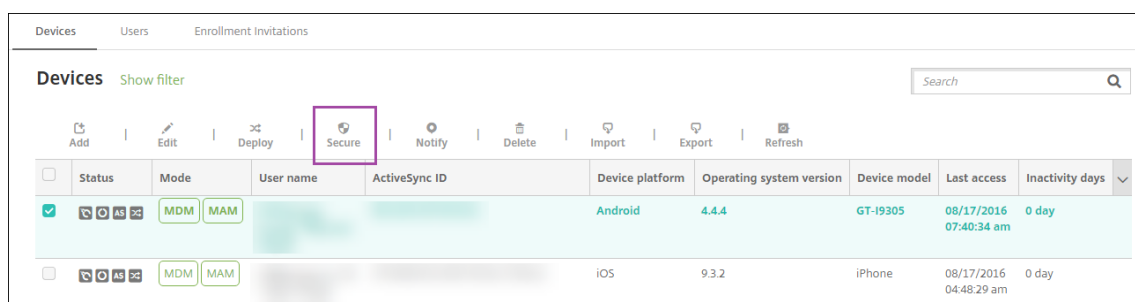 Devices Users Enrollment Invitations
Devices Show filter Search
Add Edit Deploy Secure Notify Delete Import Export Refresh
Status Mode User name ActiveSync ID Device platform Operating system version Device model Last access Inactivity days
AS MDM MAM Android 4.4.4 GT-I9305 08/17/2016 0 day
07:40:34 am
AS MDM MAM iOS 9.3.2 iPhone 08/17/2016 0 day
04:48:29 am